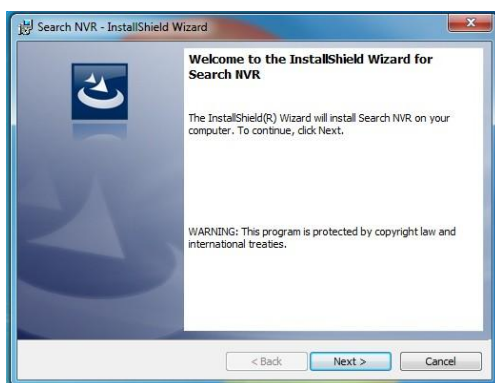 Search NVR - InstallShield Wizard
Welcome to the InstallShield Wizard for
Search NVR
The InstallShield(R) Wizard will install Search NVR on your
computer. To continue, click Next.
WARNING: This program is protected by copyright law and
international treaties.
< Back
Next >
Cancel